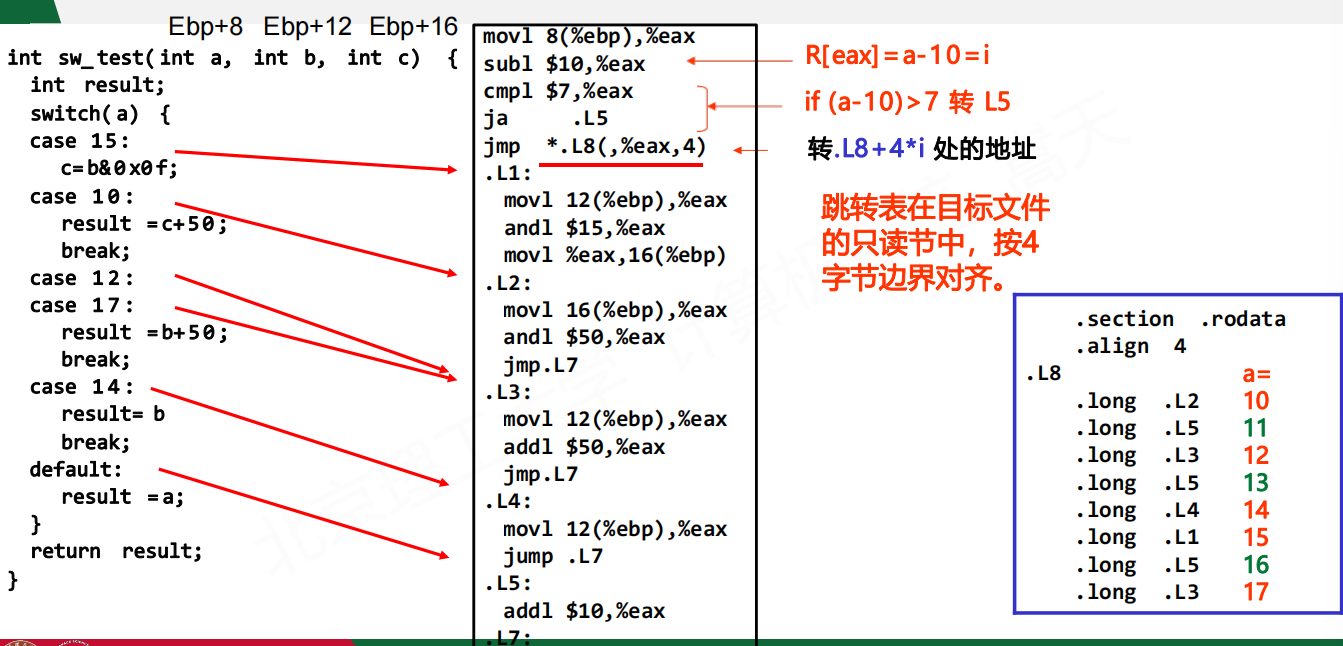 Ebp+8 Ebp+12 Ebp+16
int sw_test(int a, int b, int c) {
int result;
switch(a) {
case 15:
c=b&0x0f;
case 10:
result =c+50;
break;
case 12:
case 17:
result =b+50;
break;
case 14:
result= b
break;
default:
result =a;
}
return result;
}
movl 8(%ebp),%eax
subl $10,%eax
cmpl $7,%eax
ja .L5
jmp *.L8(,%eax,4)
.L1:
movl 12(%ebp),%eax
andl $15,%eax
movl %eax,16(%ebp)
.L2:
movl 16(%ebp),%eax
andl $50,%eax
jmp.L7
.L3:
movl 12(%ebp),%eax
addl $50,%eax
jmp.L7
.L4:
movl 12(%ebp),%eax
jump .L7
.L5:
addl $10,%eax
.L7:
R[eax]=a-10=i
if (a-10)>7 转 L5
转.L8+4*i 处的地址
跳转表在目标文件
的只读节中，按4
字节边界对齐。
.section .rodata
.align 4
.L8 a=
.long .L2 10
.long .L5 11
.long .L3 12
.long .L5 13
.long .L4 14
.long .L1 15
.long .L5 16
.long .L3 17